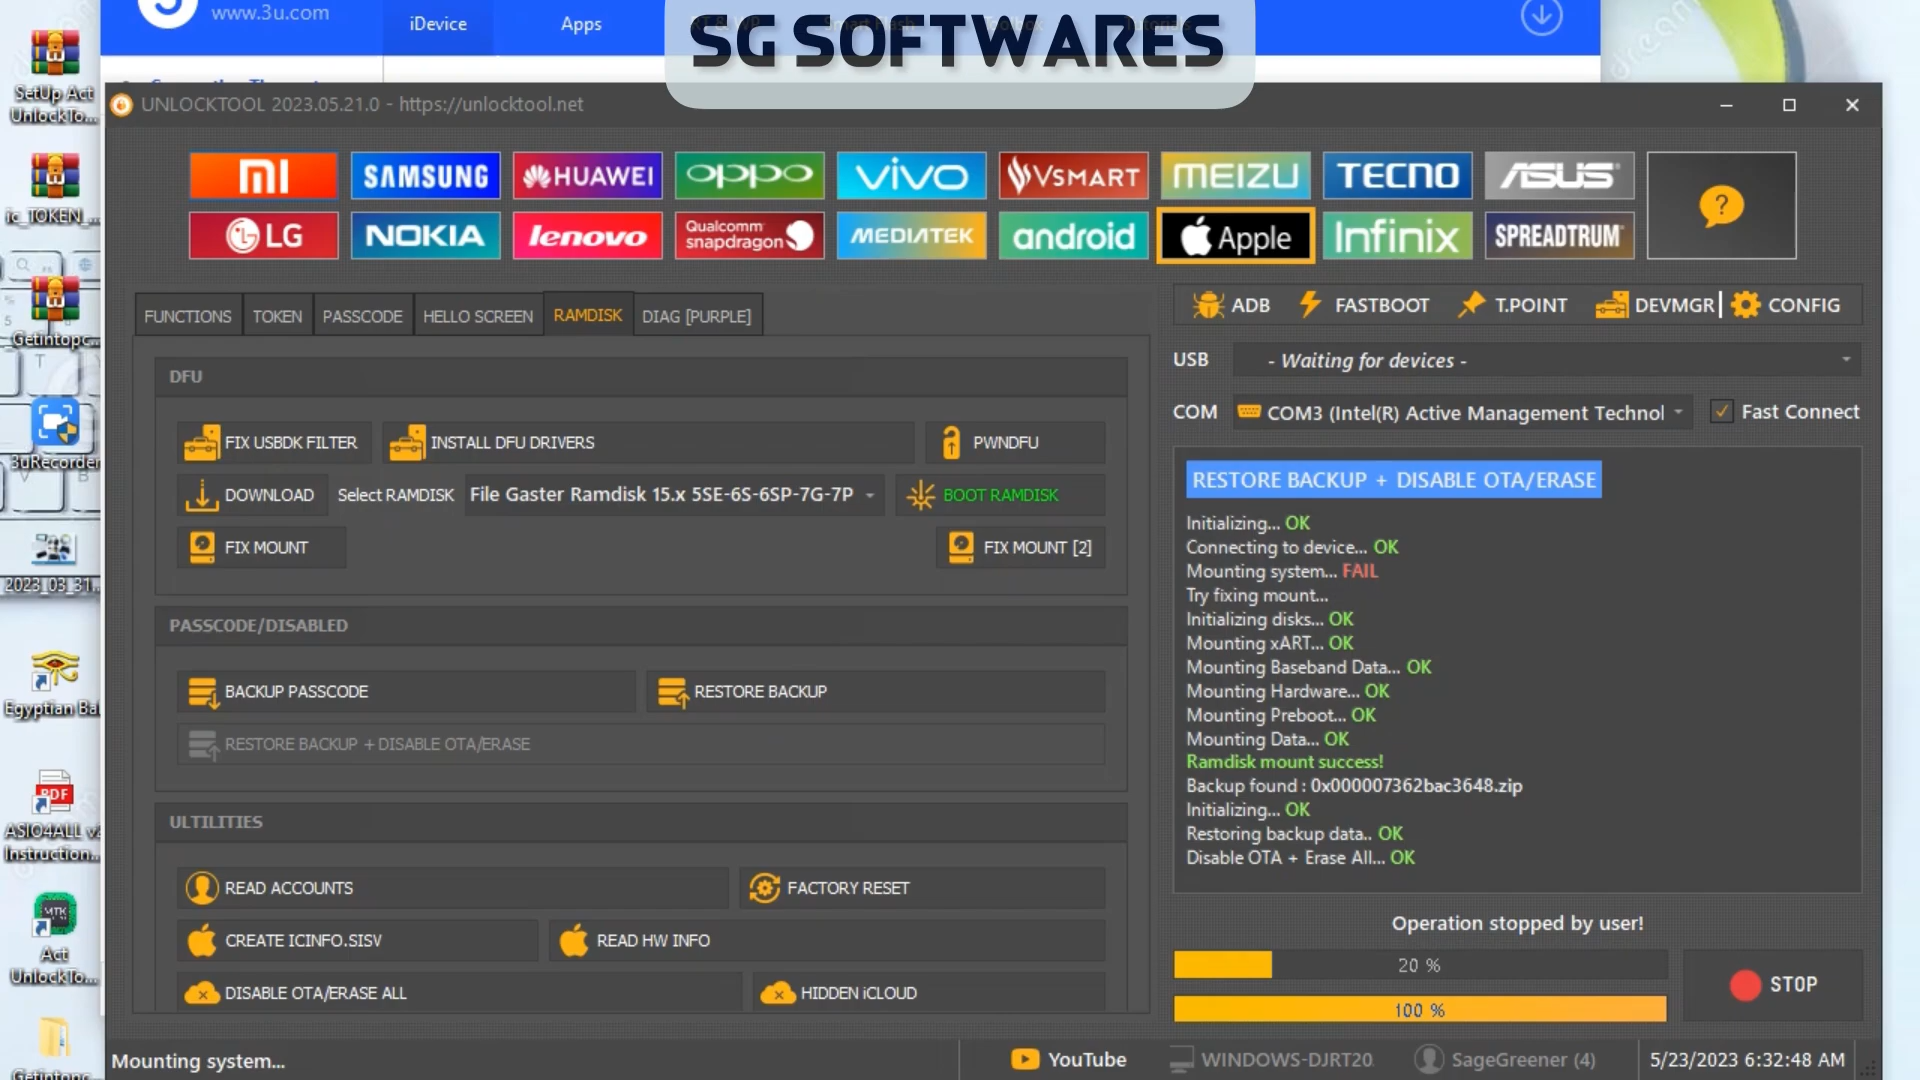 www.3u.com
iDevice
Apps
SG SOFTWARES
SetUp Act
UnlockTo...
ic_TOKEN_...
Getintopc...
3uRecorder
2023_03_31...
Egyptian Bal
ASIO4ALL v2
Instruction...
Act
UnlockTo...
Getintopc...
UNLOCKTOOL 2023.05.21.0 - https://unlocktool.net
MI
SAMSUNG
HUAWEI
oppo
vivo
VSMART
MEIZU
TECNO
ASUS
?
LG
NOKIA
lenovo
Qualcomm
snapdragon
MEDIATEK
android
Apple
Infinix
SPREADTRUM
FUNCTIONS
TOKEN
PASSCODE
HELLO SCREEN
RAMDISK
DIAG [PURPLE]
DFU
FIX USBDK FILTER
INSTALL DFU DRIVERS
PWNDFU
DOWNLOAD
Select RAMDISK
File Gaster Ramdisk 15.x 5SE-6S-6SP-7G-7P
BOOT RAMDISK
FIX MOUNT
FIX MOUNT [2]
PASSCODE/DISABLED
BACKUP PASSCODE
RESTORE BACKUP
RESTORE BACKUP + DISABLE OTA/ERASE
ULTILITIES
READ ACCOUNTS
FACTORY RESET
CREATE ICINFO.SISV
READ HW INFO
DISABLE OTA/ERASE ALL
HIDDEN iCLOUD
ADB
FASTBOOT
T.POINT
DEVMGR
CONFIG
USB
- Waiting for devices -
COM
COM3 (Intel(R) Active Management Technol
Fast Connect
RESTORE BACKUP + DISABLE OTA/ERASE
Initializing... OK
Connecting to device... OK
Mounting system... FAIL
Try fixing mount...
Initializing disks... OK
Mounting xART... OK
Mounting Baseband Data... OK
Mounting Hardware... OK
Mounting Preboot... OK
Mounting Data... OK
Ramdisk mount success!
Backup found : 0x000007362bac3648.zip
Initializing... OK
Restoring backup data.. OK
Disable OTA + Erase All... OK
Operation stopped by user!
20 %
100 %
STOP
Mounting system...
YouTube
WINDOWS-DJRT20
SageGreener (4)
5/23/2023 6:32:48 AM